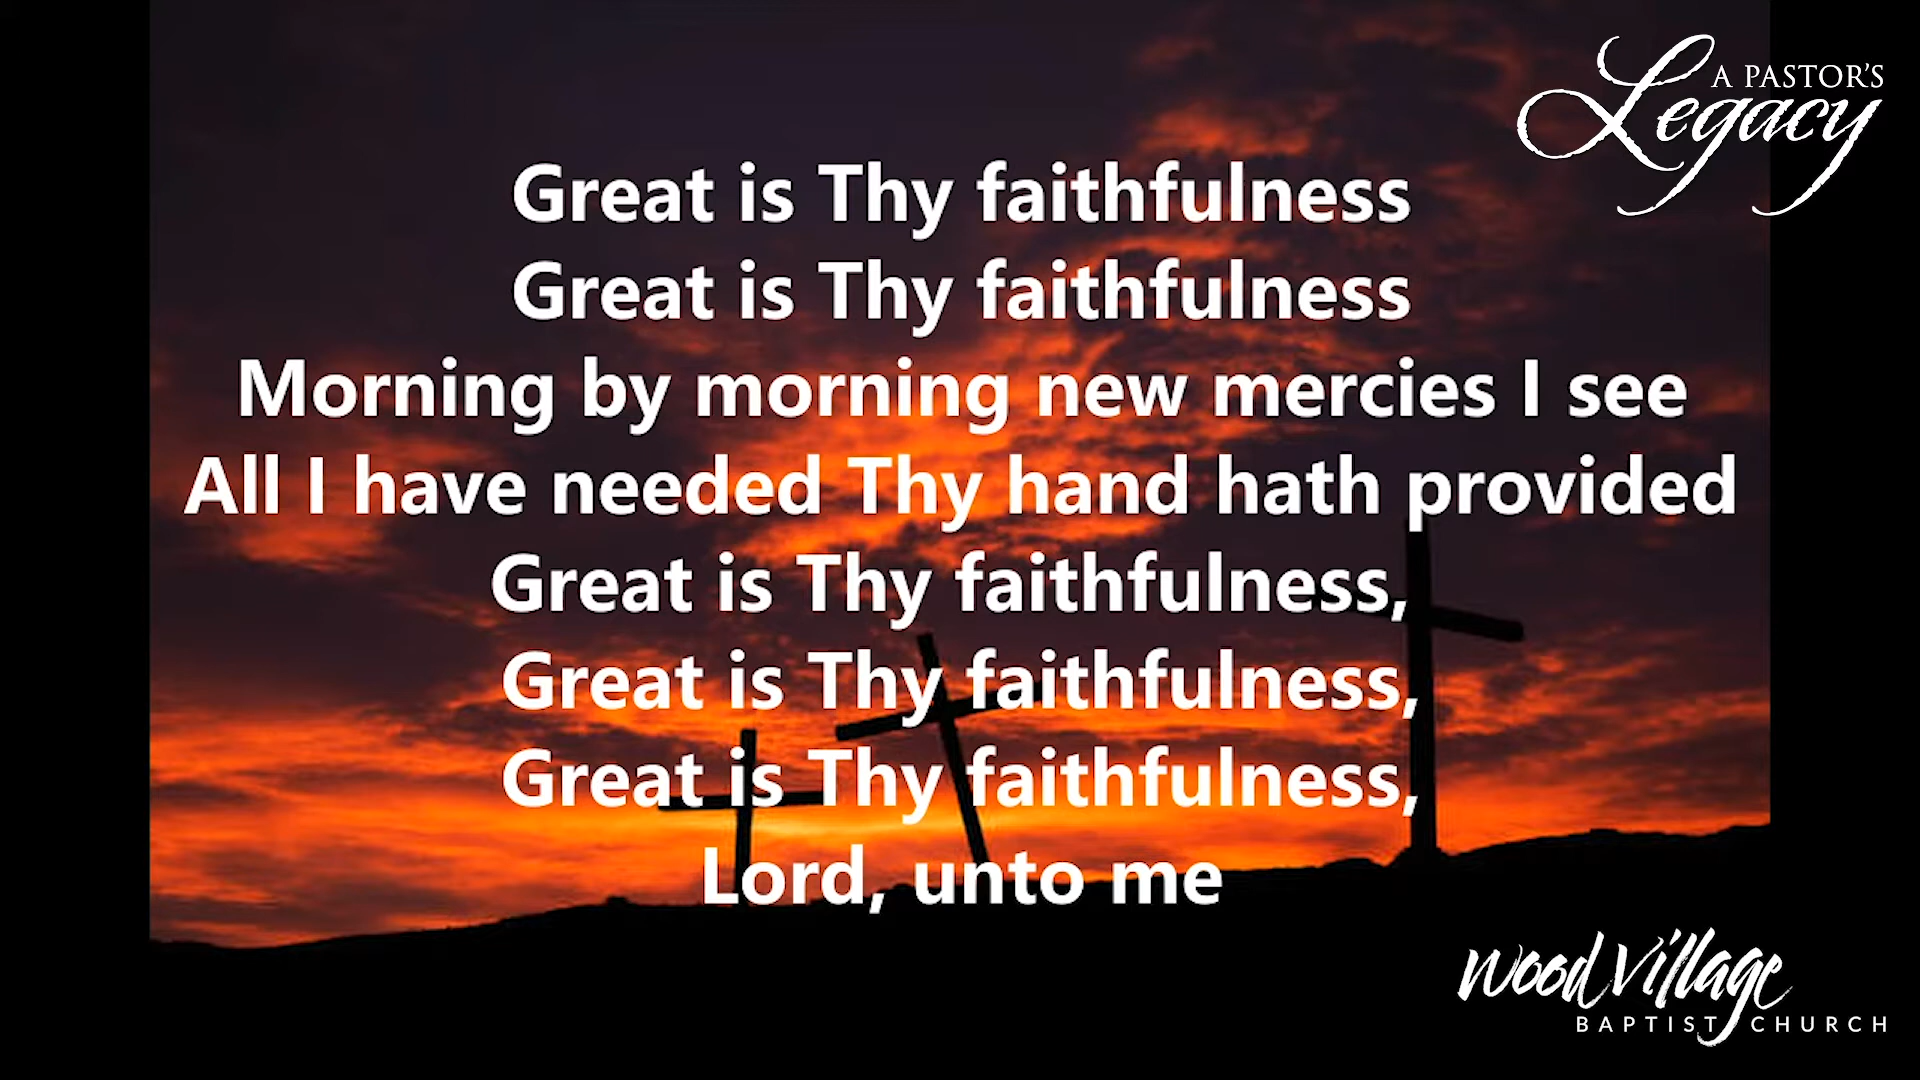 A PASTOR'S
Legacy
Great is Thy faithfulness
Great is Thy faithfulness
Morning by morning new mercies I see
All I have needed Thy hand hath provided
Great is Thy faithfulness,
Great is Thy faithfulness,
Great is Thy faithfulness,
Lord, unto me
Wood Village
BAPTIST CHURCH